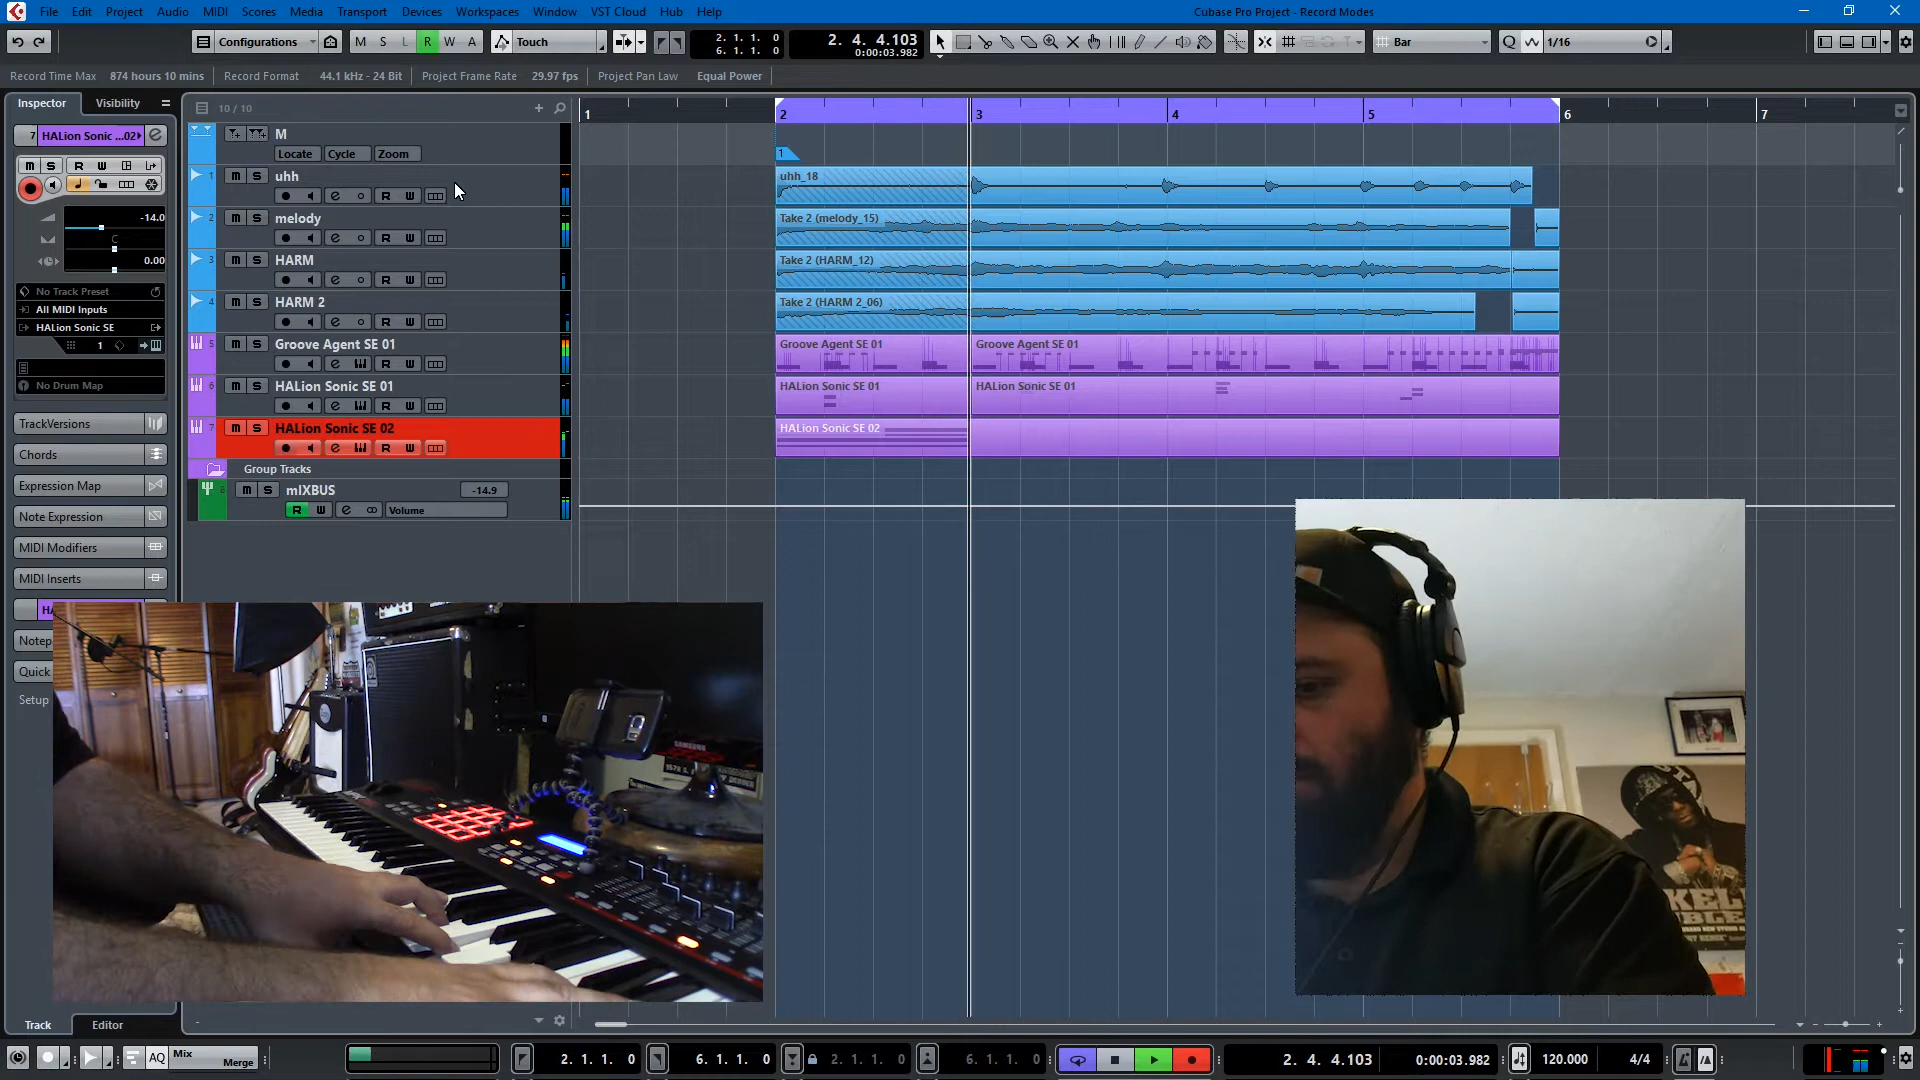 File Edit Project Audio MIDI Scores Media Transport Devices Workspaces Window VST Cloud Hub Help
Cubase Pro Project - Record Modes
Configurations M S L R W A Touch
2. 1. 1. 0
6. 1. 1. 0
2. 4. 4.103
0:00:03.982
Bar
Q 1/16
Record Time Max 874 hours 10 mins Record Format 44.1 kHz - 24 Bit Project Frame Rate 29.97 fps Project Pan Law Equal Power
Inspector Visibility
10 / 10
1 2 3 4 5 6 7
7 HALion Sonic ...02
M S R W
-14.0
C
0.00
No Track Preset
All MIDI Inputs
HALion Sonic SE
1
No Drum Map
TrackVersions
Chords
Expression Map
Note Expression
MIDI Modifiers
MIDI Inserts
HA
Notep
Quick
Setup
M
Locate Cycle Zoom
1
1 m S uhh
R W
uhh_18
2 m S melody
R W
Take 2 (melody_15)
3 m S HARM
R W
Take 2 (HARM_12)
4 m S HARM 2
R W
Take 2 (HARM 2_06)
5 m S Groove Agent SE 01
R W
Groove Agent SE 01 Groove Agent SE 01
6 m S HALion Sonic SE 01
R W
HALion Sonic SE 01 HALion Sonic SE 01
7 m S HALion Sonic SE 02
R W
HALion Sonic SE 02
Group Tracks
8 m S mIXBUS -14.9
R W Volume
SAMSUNG
Track Editor
AQ Mix
Merge
2. 1. 1. 0 6. 1. 1. 0 2. 1. 1. 0 6. 1. 1. 0 2. 4. 4.103 0:00:03.982 120.000 4/4